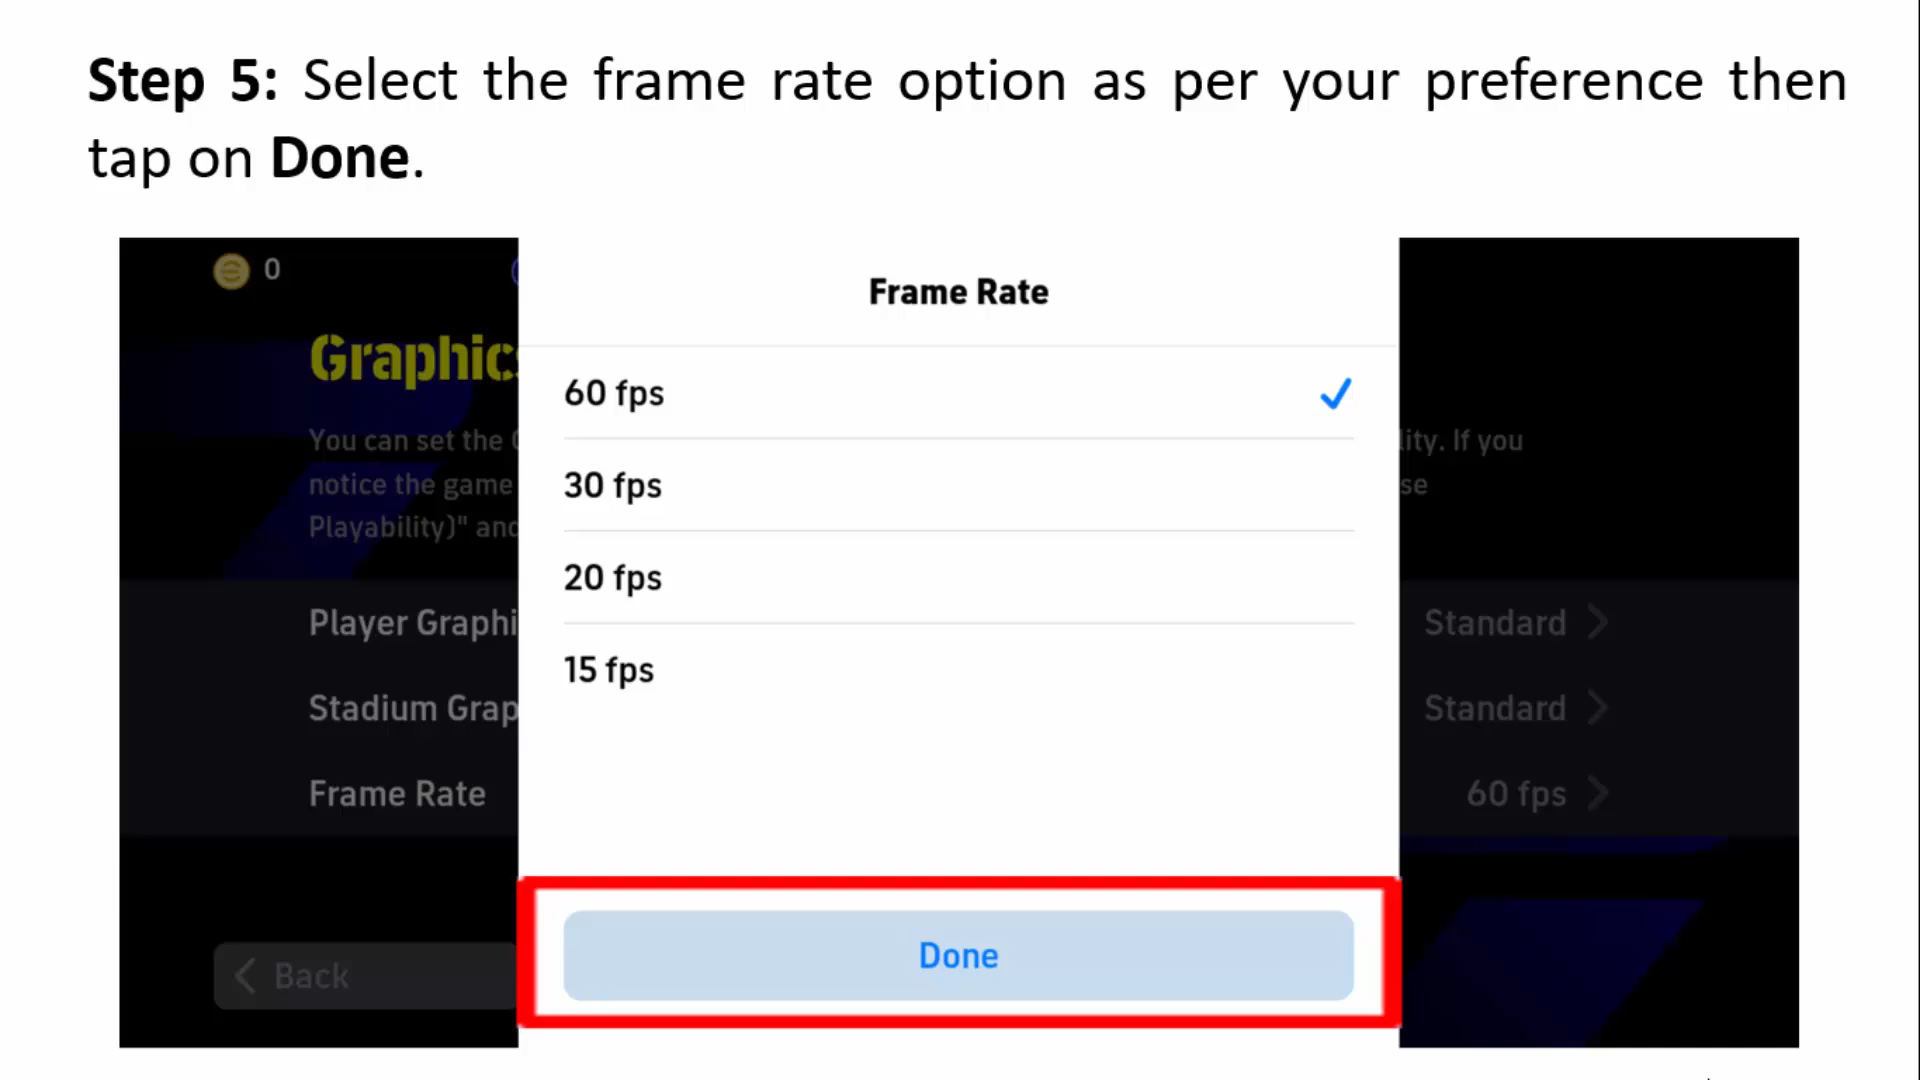 Step 5: Select the frame rate option as per your preference then
tap on Done.
0
Frame Rate
Graphics
60 fps
You can set the
lity. If you
notice the game
se
30 fps
Playability)" and
20 fps
Player Graphi
Standard
15 fps
Stadium Grap
Standard
Frame Rate
60 fps
Done
Back